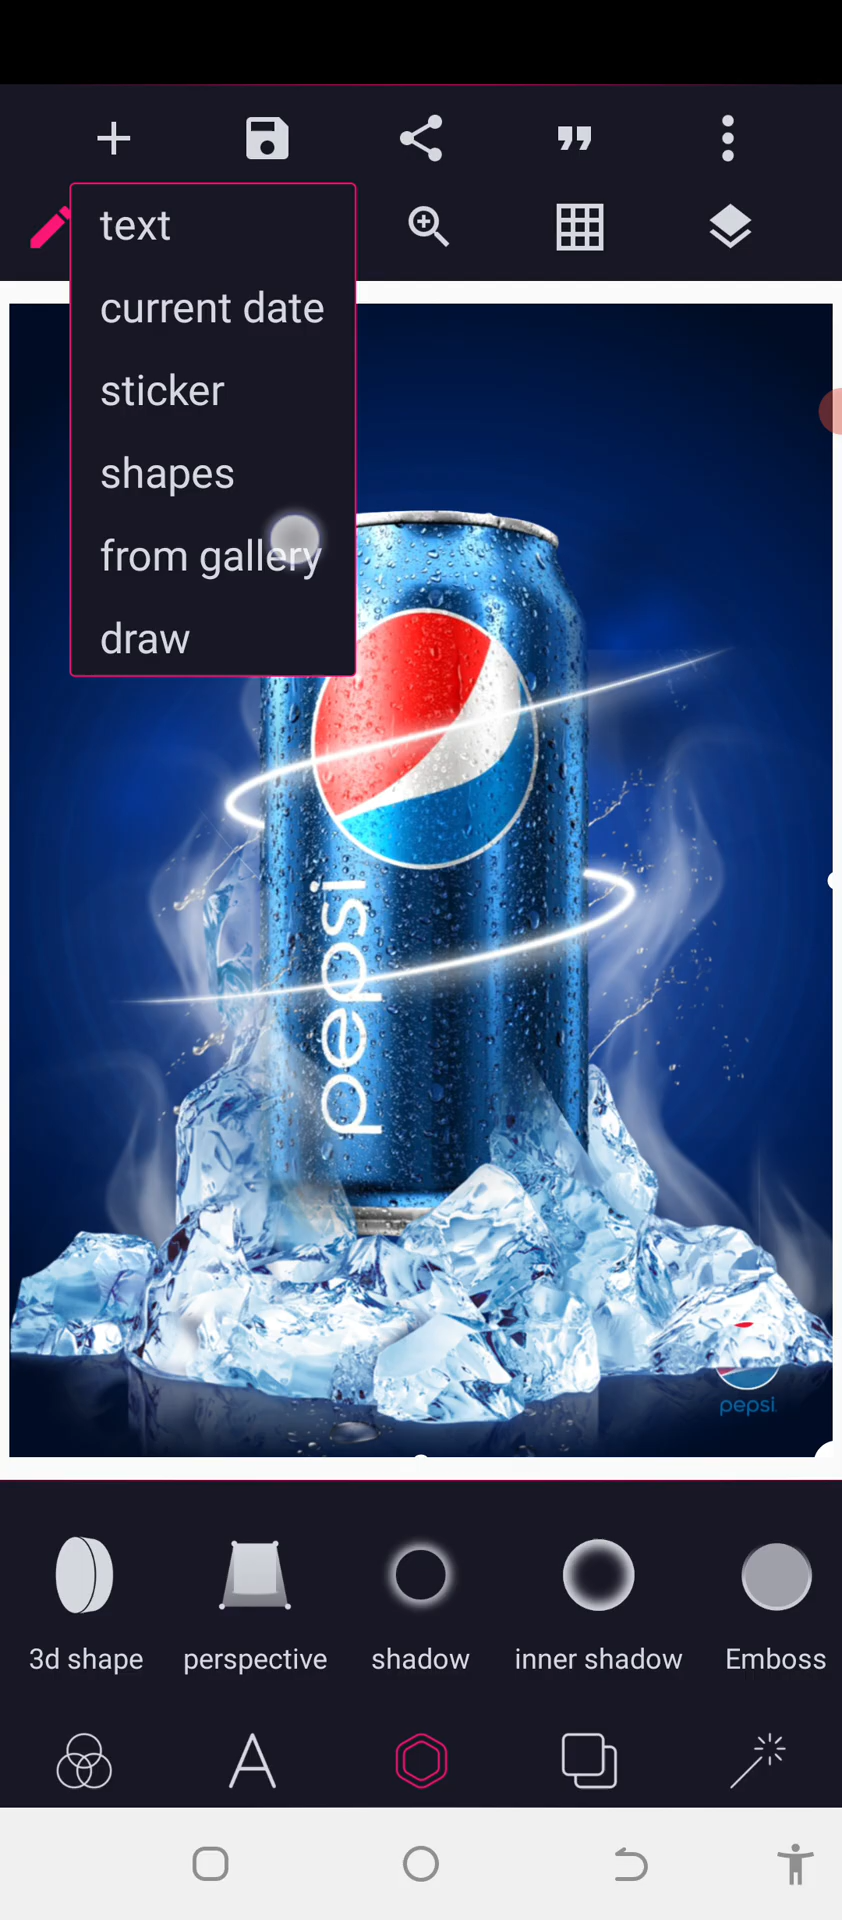 text
current date
sticker
shapes
from gallery
draw
pepsi
pepsi
3d shape
perspective
shadow
inner shadow
Emboss